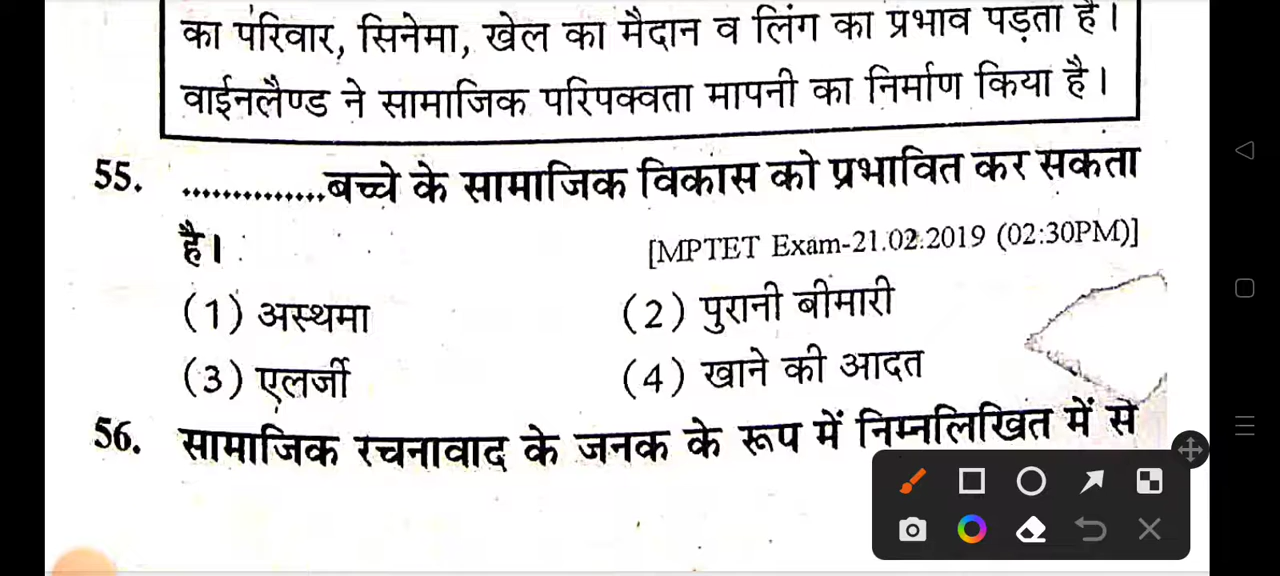 का परिवार, सिनेमा, खेल का मैदान व लिंग का प्रभाव पड़ता है।
वाईनलैण्ड ने सामाजिक परिपक्वता मापनी का निर्माण किया है।
55. ..............बच्चे के सामाजिक विकास को प्रभावित कर सकता
है। [MPTET Exam-21.02.2019 (02:30PM)]
(1) अस्थमा (2) पुरानी बीमारी
(3) एलर्जी (4) खाने की आदत
56. सामाजिक रचनावाद के जनक के रूप में निम्नलिखित में से